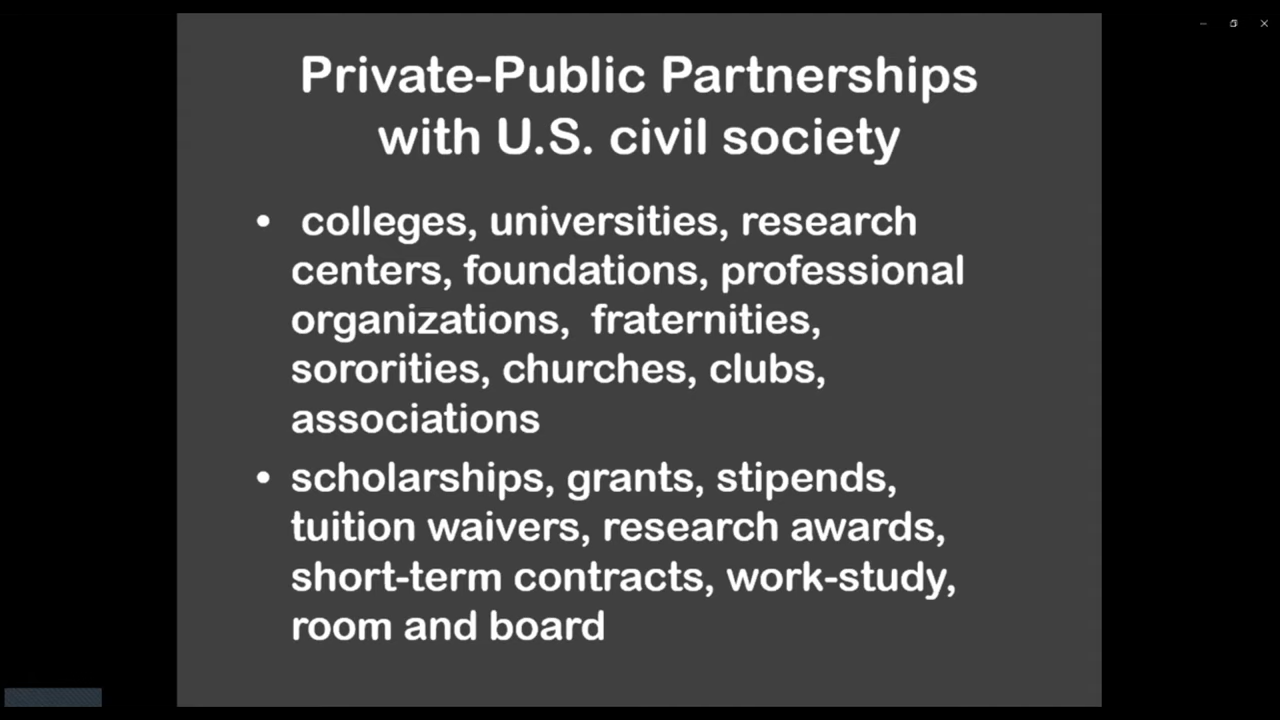 Private-Public Partnerships
with U.S. civil society
• colleges, universities, research
centers, foundations, professional
organizations, fraternities,
sororities, churches, clubs,
associations
• scholarships, grants, stipends,
tuition waivers, research awards,
short-term contracts, work-study,
room and board